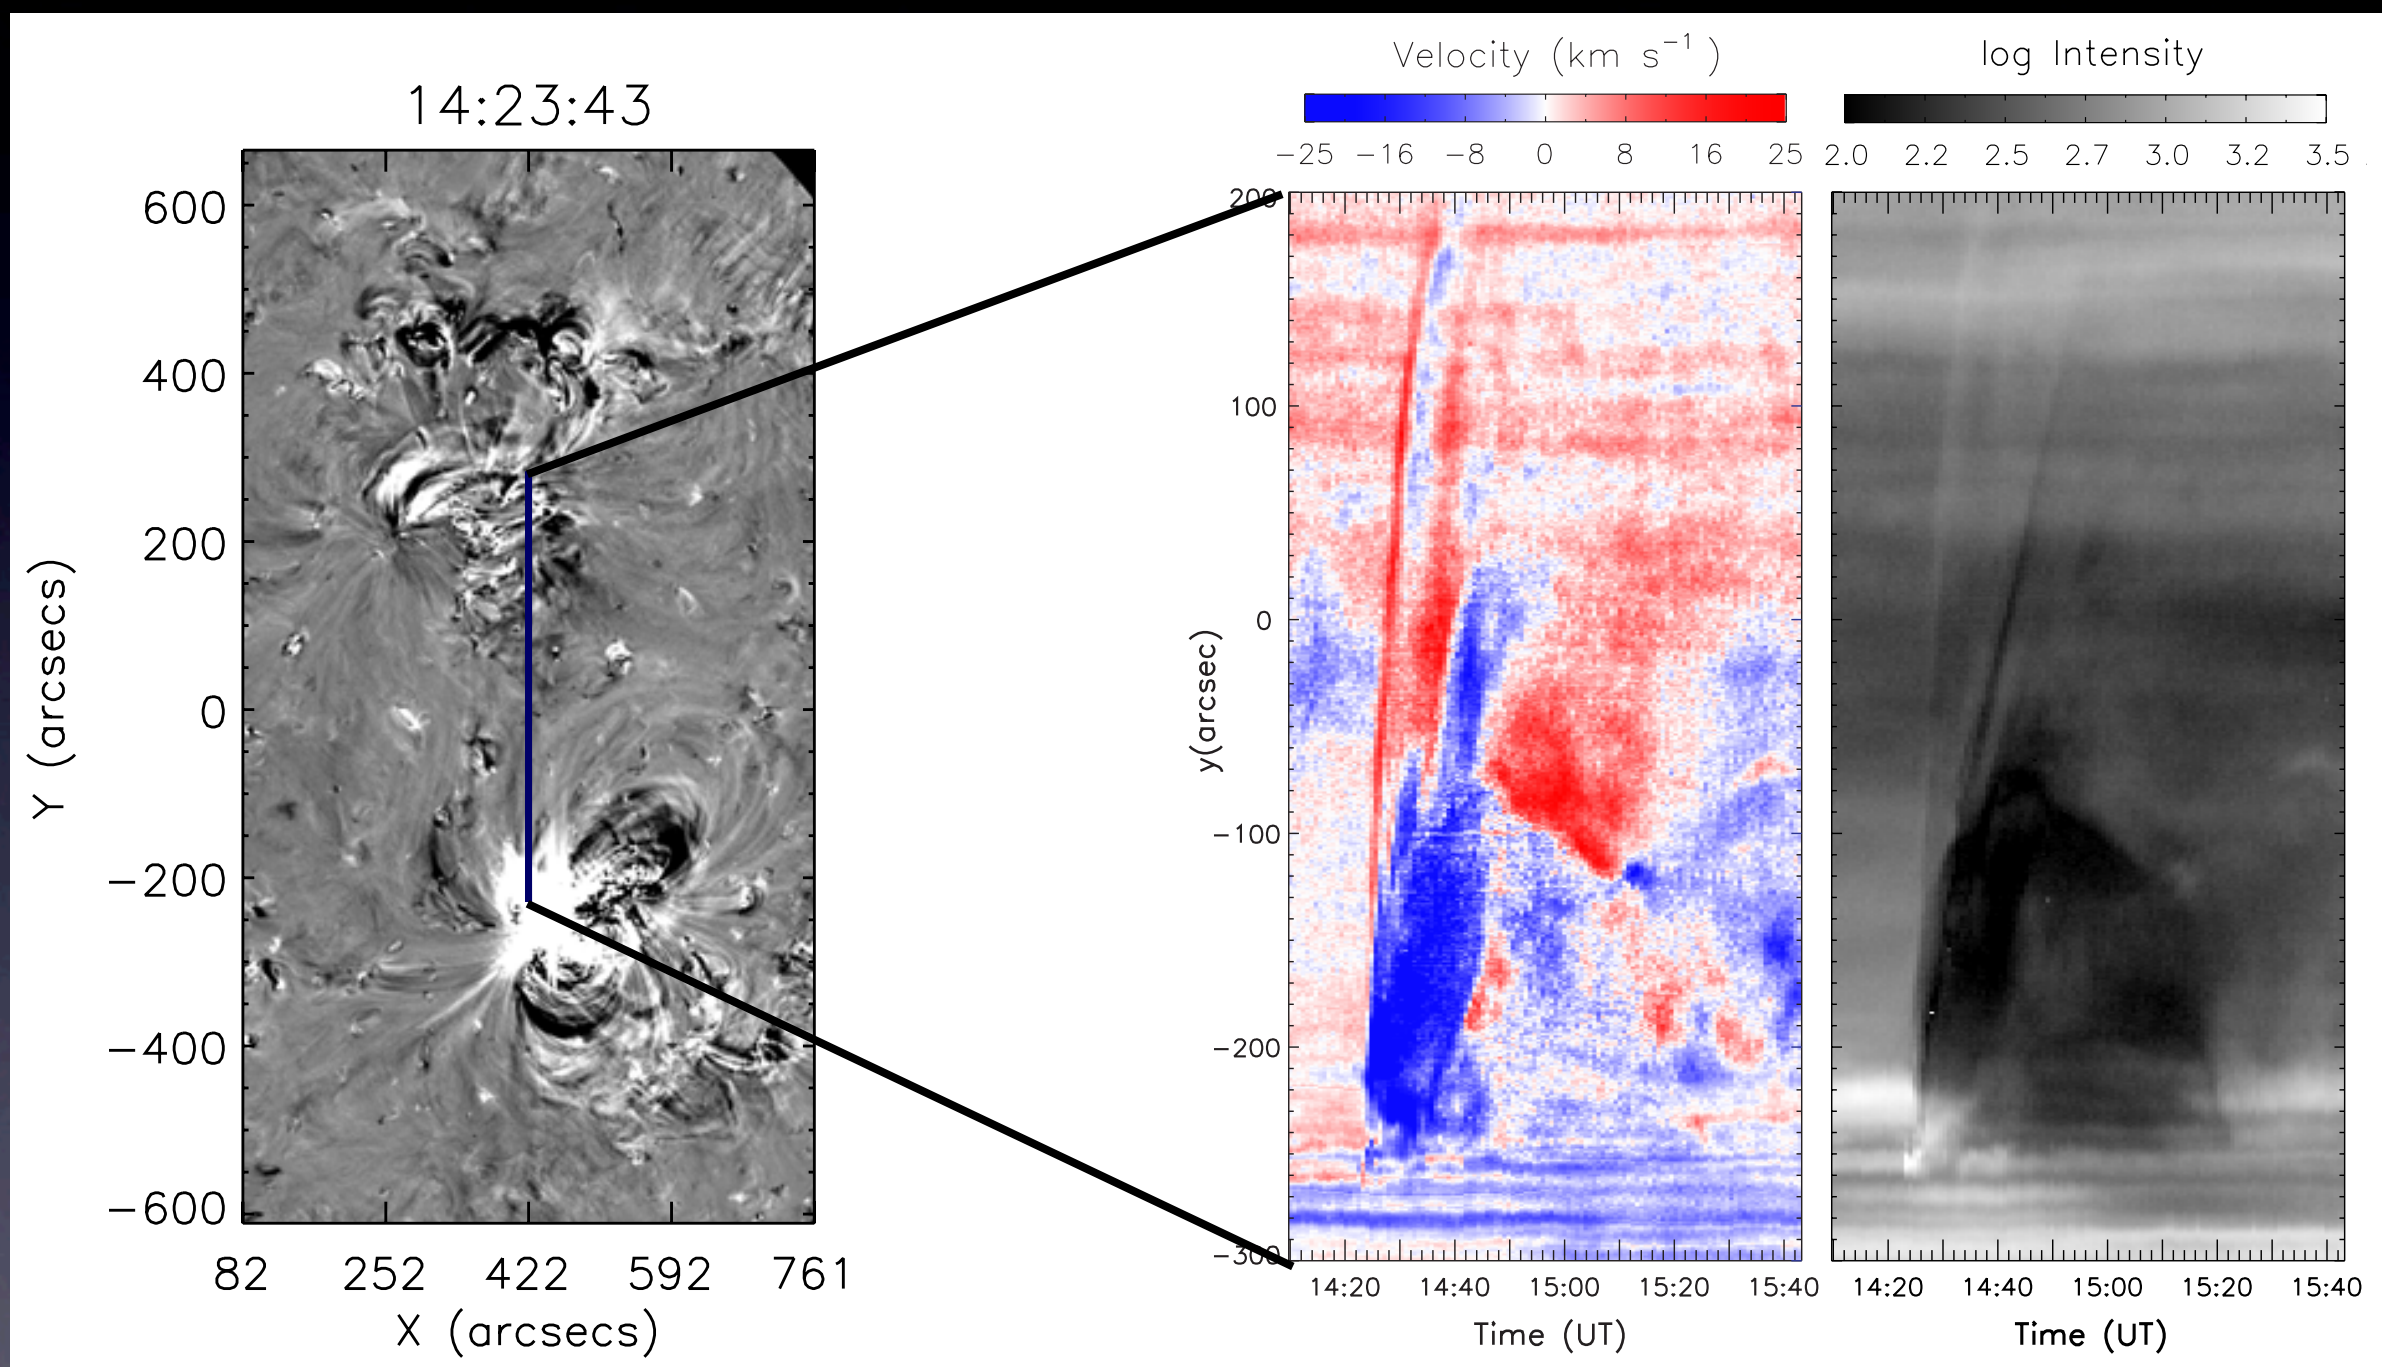 14:23:43
600
400
200
0
−200
−400
−600
Y (arcsecs)
82 252 422 592 761
X (arcsecs)
Velocity (km s⁻¹)
−25 −16 −8 0 8 16 25
200
100
0
−100
−200
−300
y(arcsec)
14:20 14:40 15:00 15:20 15:40
Time (UT)
log Intensity
2.0 2.2 2.5 2.7 3.0 3.2 3.5
14:20 14:40 15:00 15:20 15:40
Time (UT)